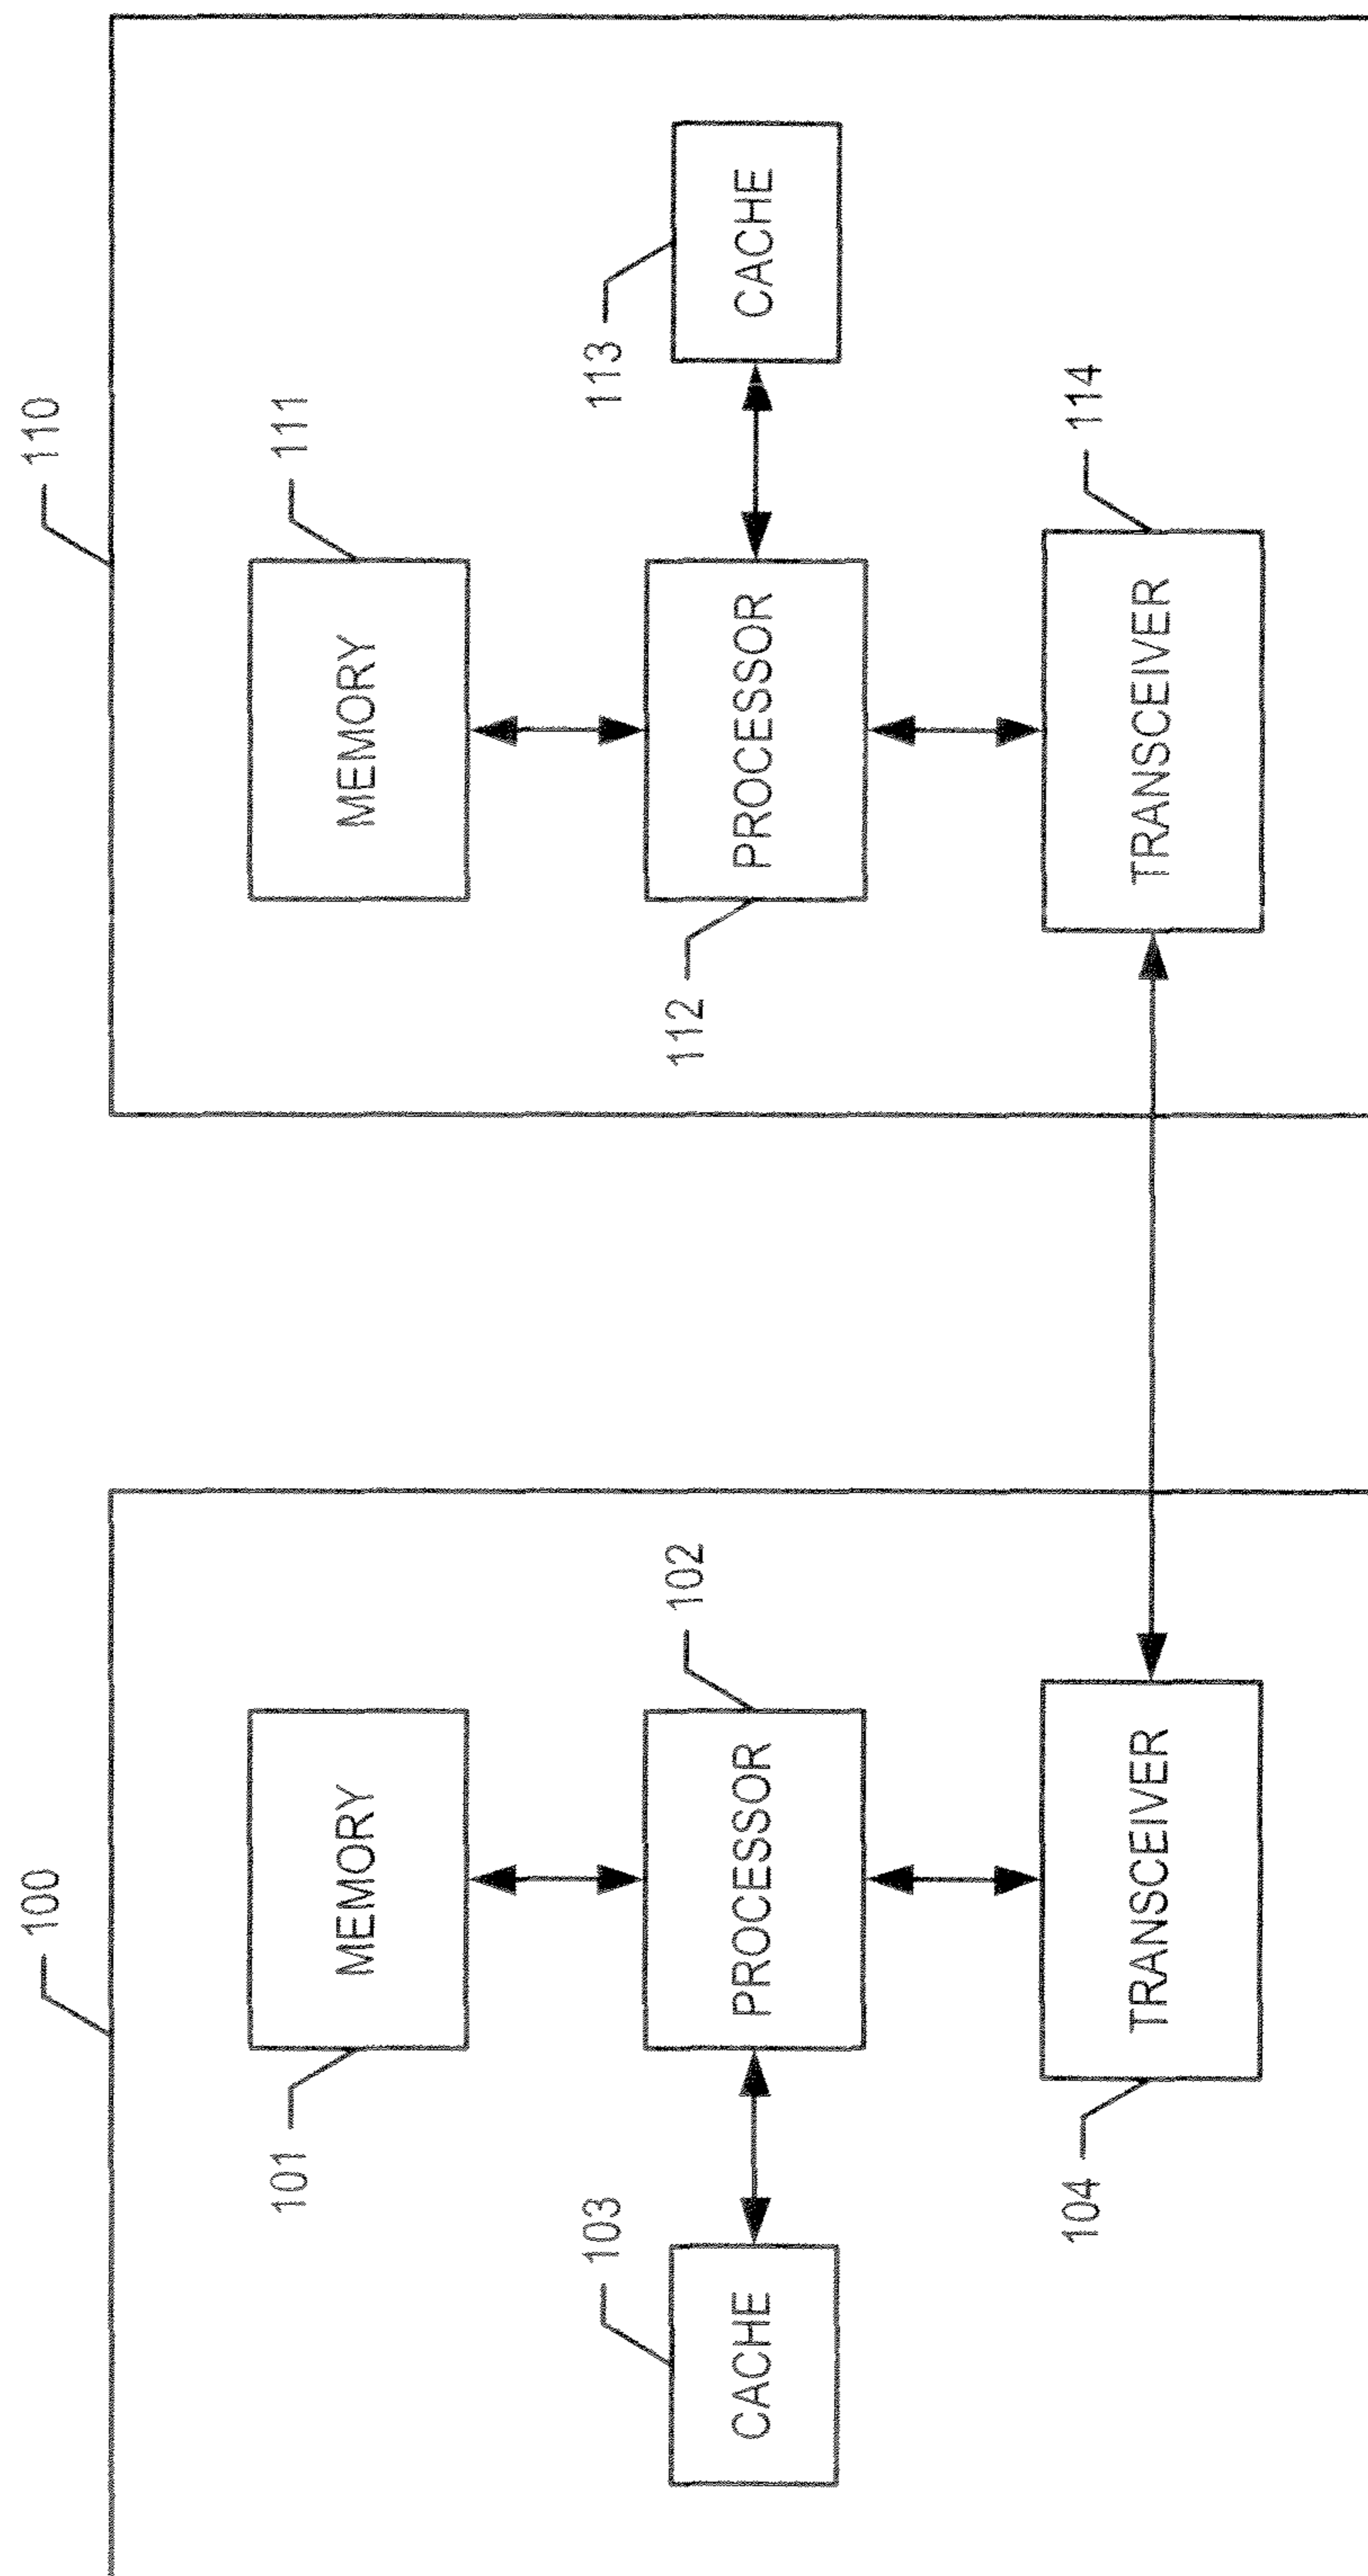 100
110
101
MEMORY
MEMORY
111
103
102
113
CACHE
PROCESSOR
112
PROCESSOR
CACHE
104
TRANSCEIVER
TRANSCEIVER
114